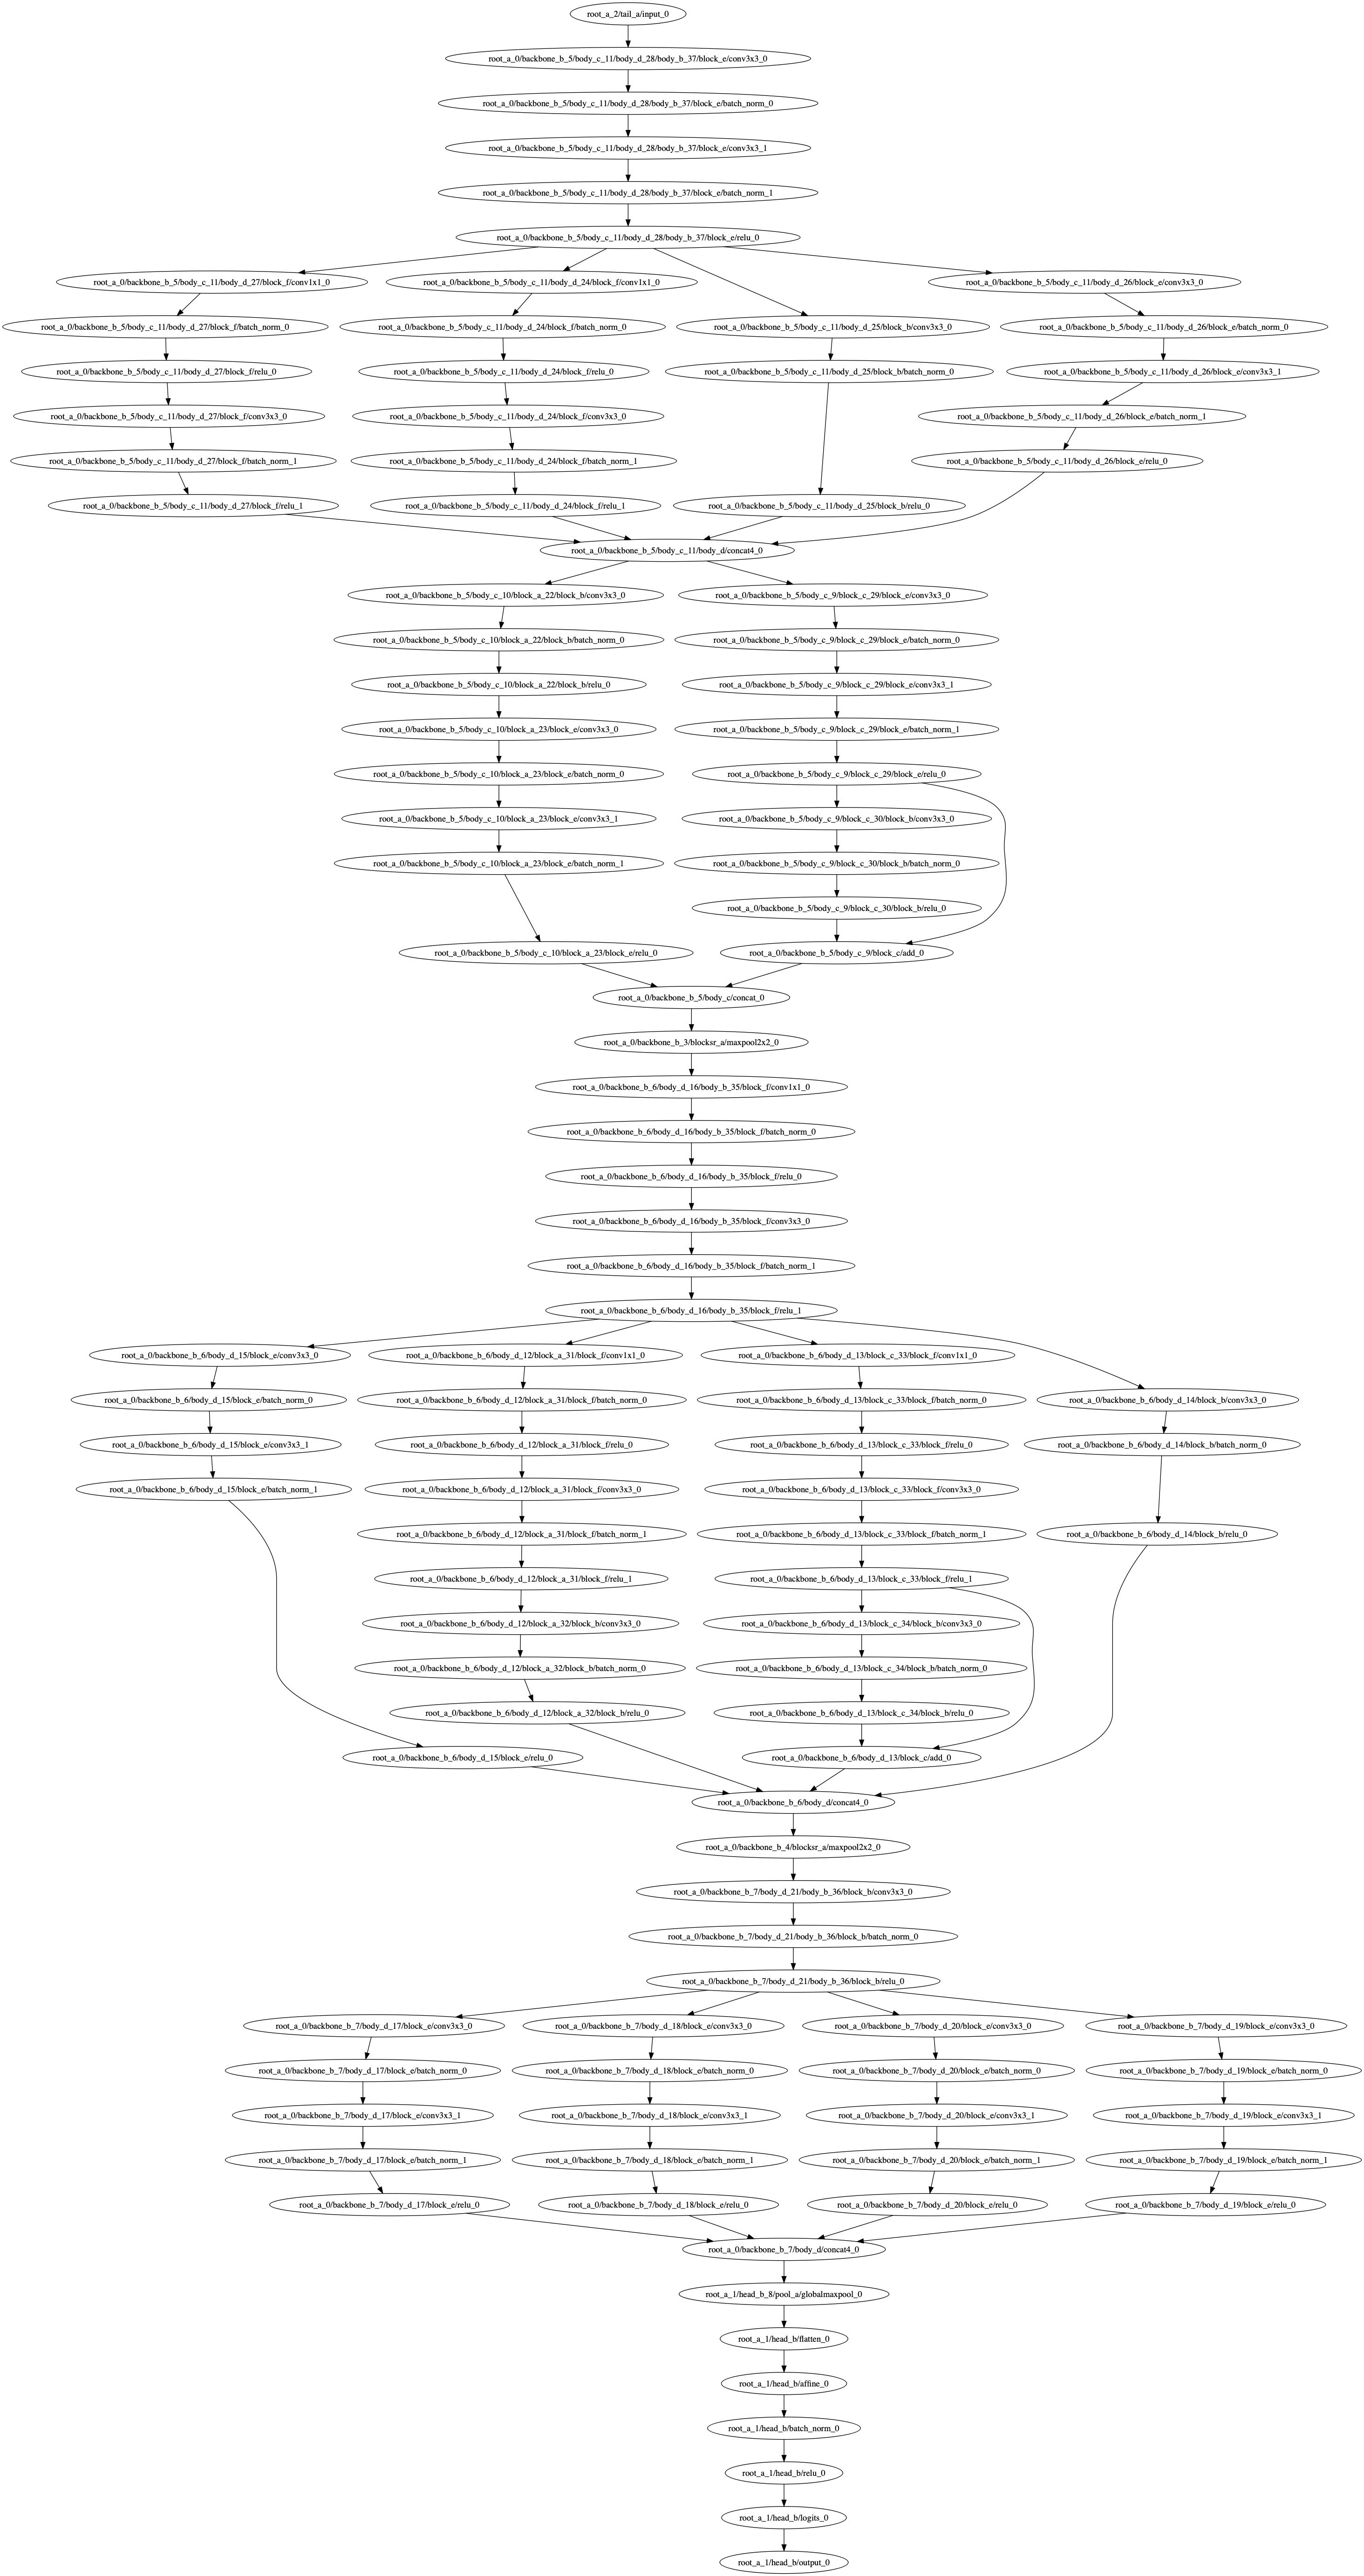 root_a_2/tail_a/input_0
root_a_0/backbone_b_5/body_c_11/body_d_28/body_b_37/block_e/conv3x3_0
root_a_0/backbone_b_5/body_c_11/body_d_28/body_b_37/block_e/batch_norm_0
root_a_0/backbone_b_5/body_c_11/body_d_28/body_b_37/block_e/conv3x3_1
root_a_0/backbone_b_5/body_c_11/body_d_28/body_b_37/block_e/batch_norm_1
root_a_0/backbone_b_5/body_c_11/body_d_28/body_b_37/block_e/relu_0
root_a_0/backbone_b_5/body_c_11/body_d_27/block_f/conv1x1_0
root_a_0/backbone_b_5/body_c_11/body_d_24/block_f/conv1x1_0
root_a_0/backbone_b_5/body_c_11/body_d_26/block_e/conv3x3_0
root_a_0/backbone_b_5/body_c_11/body_d_27/block_f/batch_norm_0
root_a_0/backbone_b_5/body_c_11/body_d_24/block_f/batch_norm_0
root_a_0/backbone_b_5/body_c_11/body_d_25/block_b/conv3x3_0
root_a_0/backbone_b_5/body_c_11/body_d_26/block_e/batch_norm_0
root_a_0/backbone_b_5/body_c_11/body_d_27/block_f/relu_0
root_a_0/backbone_b_5/body_c_11/body_d_24/block_f/relu_0
root_a_0/backbone_b_5/body_c_11/body_d_25/block_b/batch_norm_0
root_a_0/backbone_b_5/body_c_11/body_d_26/block_e/conv3x3_1
root_a_0/backbone_b_5/body_c_11/body_d_27/block_f/conv3x3_0
root_a_0/backbone_b_5/body_c_11/body_d_24/block_f/conv3x3_0
root_a_0/backbone_b_5/body_c_11/body_d_26/block_e/batch_norm_1
root_a_0/backbone_b_5/body_c_11/body_d_27/block_f/batch_norm_1
root_a_0/backbone_b_5/body_c_11/body_d_24/block_f/batch_norm_1
root_a_0/backbone_b_5/body_c_11/body_d_26/block_e/relu_0
root_a_0/backbone_b_5/body_c_11/body_d_27/block_f/relu_1
root_a_0/backbone_b_5/body_c_11/body_d_24/block_f/relu_1
root_a_0/backbone_b_5/body_c_11/body_d_25/block_b/relu_0
root_a_0/backbone_b_5/body_c_11/body_d/concat4_0
root_a_0/backbone_b_5/body_c_10/block_a_22/block_b/conv3x3_0
root_a_0/backbone_b_5/body_c_9/block_c_29/block_e/conv3x3_0
root_a_0/backbone_b_5/body_c_10/block_a_22/block_b/batch_norm_0
root_a_0/backbone_b_5/body_c_9/block_c_29/block_e/batch_norm_0
root_a_0/backbone_b_5/body_c_10/block_a_22/block_b/relu_0
root_a_0/backbone_b_5/body_c_9/block_c_29/block_e/conv3x3_1
root_a_0/backbone_b_5/body_c_10/block_a_23/block_e/conv3x3_0
root_a_0/backbone_b_5/body_c_9/block_c_29/block_e/batch_norm_1
root_a_0/backbone_b_5/body_c_10/block_a_23/block_e/batch_norm_0
root_a_0/backbone_b_5/body_c_9/block_c_29/block_e/relu_0
root_a_0/backbone_b_5/body_c_10/block_a_23/block_e/conv3x3_1
root_a_0/backbone_b_5/body_c_9/block_c_30/block_b/conv3x3_0
root_a_0/backbone_b_5/body_c_10/block_a_23/block_e/batch_norm_1
root_a_0/backbone_b_5/body_c_9/block_c_30/block_b/batch_norm_0
root_a_0/backbone_b_5/body_c_9/block_c_30/block_b/relu_0
root_a_0/backbone_b_5/body_c_10/block_a_23/block_e/relu_0
root_a_0/backbone_b_5/body_c_9/block_c/add_0
root_a_0/backbone_b_5/body_c/concat_0
root_a_0/backbone_b_3/blocksr_a/maxpool2x2_0
root_a_0/backbone_b_6/body_d_16/body_b_35/block_f/conv1x1_0
root_a_0/backbone_b_6/body_d_16/body_b_35/block_f/batch_norm_0
root_a_0/backbone_b_6/body_d_16/body_b_35/block_f/relu_0
root_a_0/backbone_b_6/body_d_16/body_b_35/block_f/conv3x3_0
root_a_0/backbone_b_6/body_d_16/body_b_35/block_f/batch_norm_1
root_a_0/backbone_b_6/body_d_16/body_b_35/block_f/relu_1
root_a_0/backbone_b_6/body_d_15/block_e/conv3x3_0
root_a_0/backbone_b_6/body_d_12/block_a_31/block_f/conv1x1_0
root_a_0/backbone_b_6/body_d_13/block_c_33/block_f/conv1x1_0
root_a_0/backbone_b_6/body_d_15/block_e/batch_norm_0
root_a_0/backbone_b_6/body_d_12/block_a_31/block_f/batch_norm_0
root_a_0/backbone_b_6/body_d_13/block_c_33/block_f/batch_norm_0
root_a_0/backbone_b_6/body_d_14/block_b/conv3x3_0
root_a_0/backbone_b_6/body_d_15/block_e/conv3x3_1
root_a_0/backbone_b_6/body_d_12/block_a_31/block_f/relu_0
root_a_0/backbone_b_6/body_d_13/block_c_33/block_f/relu_0
root_a_0/backbone_b_6/body_d_14/block_b/batch_norm_0
root_a_0/backbone_b_6/body_d_15/block_e/batch_norm_1
root_a_0/backbone_b_6/body_d_12/block_a_31/block_f/conv3x3_0
root_a_0/backbone_b_6/body_d_13/block_c_33/block_f/conv3x3_0
root_a_0/backbone_b_6/body_d_12/block_a_31/block_f/batch_norm_1
root_a_0/backbone_b_6/body_d_13/block_c_33/block_f/batch_norm_1
root_a_0/backbone_b_6/body_d_14/block_b/relu_0
root_a_0/backbone_b_6/body_d_12/block_a_31/block_f/relu_1
root_a_0/backbone_b_6/body_d_13/block_c_33/block_f/relu_1
root_a_0/backbone_b_6/body_d_12/block_a_32/block_b/conv3x3_0
root_a_0/backbone_b_6/body_d_13/block_c_34/block_b/conv3x3_0
root_a_0/backbone_b_6/body_d_12/block_a_32/block_b/batch_norm_0
root_a_0/backbone_b_6/body_d_13/block_c_34/block_b/batch_norm_0
root_a_0/backbone_b_6/body_d_12/block_a_32/block_b/relu_0
root_a_0/backbone_b_6/body_d_13/block_c_34/block_b/relu_0
root_a_0/backbone_b_6/body_d_15/block_e/relu_0
root_a_0/backbone_b_6/body_d_13/block_c/add_0
root_a_0/backbone_b_6/body_d/concat4_0
root_a_0/backbone_b_4/blocksr_a/maxpool2x2_0
root_a_0/backbone_b_7/body_d_21/body_b_36/block_b/conv3x3_0
root_a_0/backbone_b_7/body_d_21/body_b_36/block_b/batch_norm_0
root_a_0/backbone_b_7/body_d_21/body_b_36/block_b/relu_0
root_a_0/backbone_b_7/body_d_17/block_e/conv3x3_0
root_a_0/backbone_b_7/body_d_18/block_e/conv3x3_0
root_a_0/backbone_b_7/body_d_20/block_e/conv3x3_0
root_a_0/backbone_b_7/body_d_19/block_e/conv3x3_0
root_a_0/backbone_b_7/body_d_17/block_e/batch_norm_0
root_a_0/backbone_b_7/body_d_18/block_e/batch_norm_0
root_a_0/backbone_b_7/body_d_20/block_e/batch_norm_0
root_a_0/backbone_b_7/body_d_19/block_e/batch_norm_0
root_a_0/backbone_b_7/body_d_17/block_e/conv3x3_1
root_a_0/backbone_b_7/body_d_18/block_e/conv3x3_1
root_a_0/backbone_b_7/body_d_20/block_e/conv3x3_1
root_a_0/backbone_b_7/body_d_19/block_e/conv3x3_1
root_a_0/backbone_b_7/body_d_17/block_e/batch_norm_1
root_a_0/backbone_b_7/body_d_18/block_e/batch_norm_1
root_a_0/backbone_b_7/body_d_20/block_e/batch_norm_1
root_a_0/backbone_b_7/body_d_19/block_e/batch_norm_1
root_a_0/backbone_b_7/body_d_17/block_e/relu_0
root_a_0/backbone_b_7/body_d_18/block_e/relu_0
root_a_0/backbone_b_7/body_d_20/block_e/relu_0
root_a_0/backbone_b_7/body_d_19/block_e/relu_0
root_a_0/backbone_b_7/body_d/concat4_0
root_a_1/head_b_8/pool_a/globalmaxpool_0
root_a_1/head_b/flatten_0
root_a_1/head_b/affine_0
root_a_1/head_b/batch_norm_0
root_a_1/head_b/relu_0
root_a_1/head_b/logits_0
root_a_1/head_b/output_0